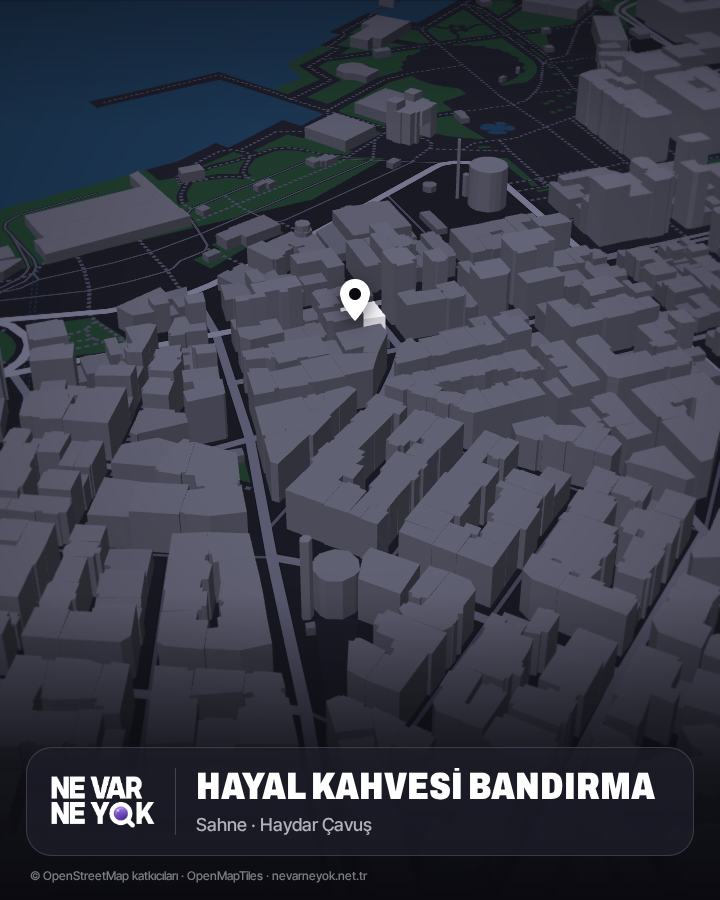 NE VAR
NE YOK
HAYAL KAHVESİ BANDIRMA
Sahne · Haydar Çavuş
© OpenStreetMap katkıcıları · OpenMapTiles · nevarneyok.net.tr